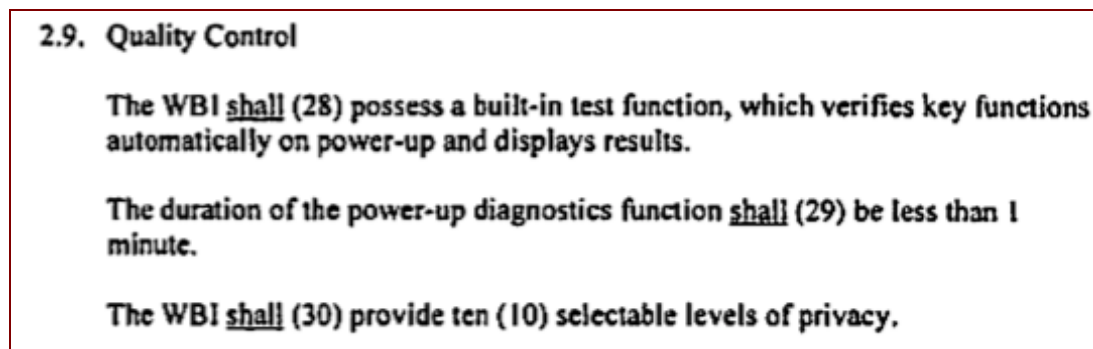 2.9. Quality Control
The WBI shall (28) possess a built-in test function, which verifies key functions
automatically on power-up and displays results.
The duration of the power-up diagnostics function shall (29) be less than 1
minute.
The WBI shall (30) provide ten (10) selectable levels of privacy.